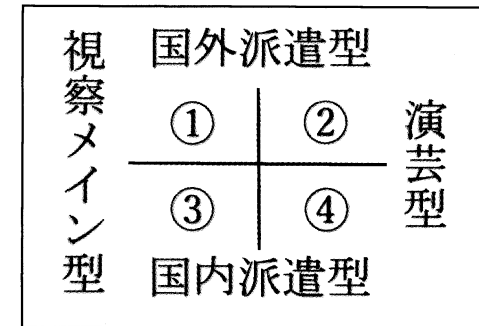 国外派遣型
視察メイン型
① ②
演芸型
③ ④
国内派遣型